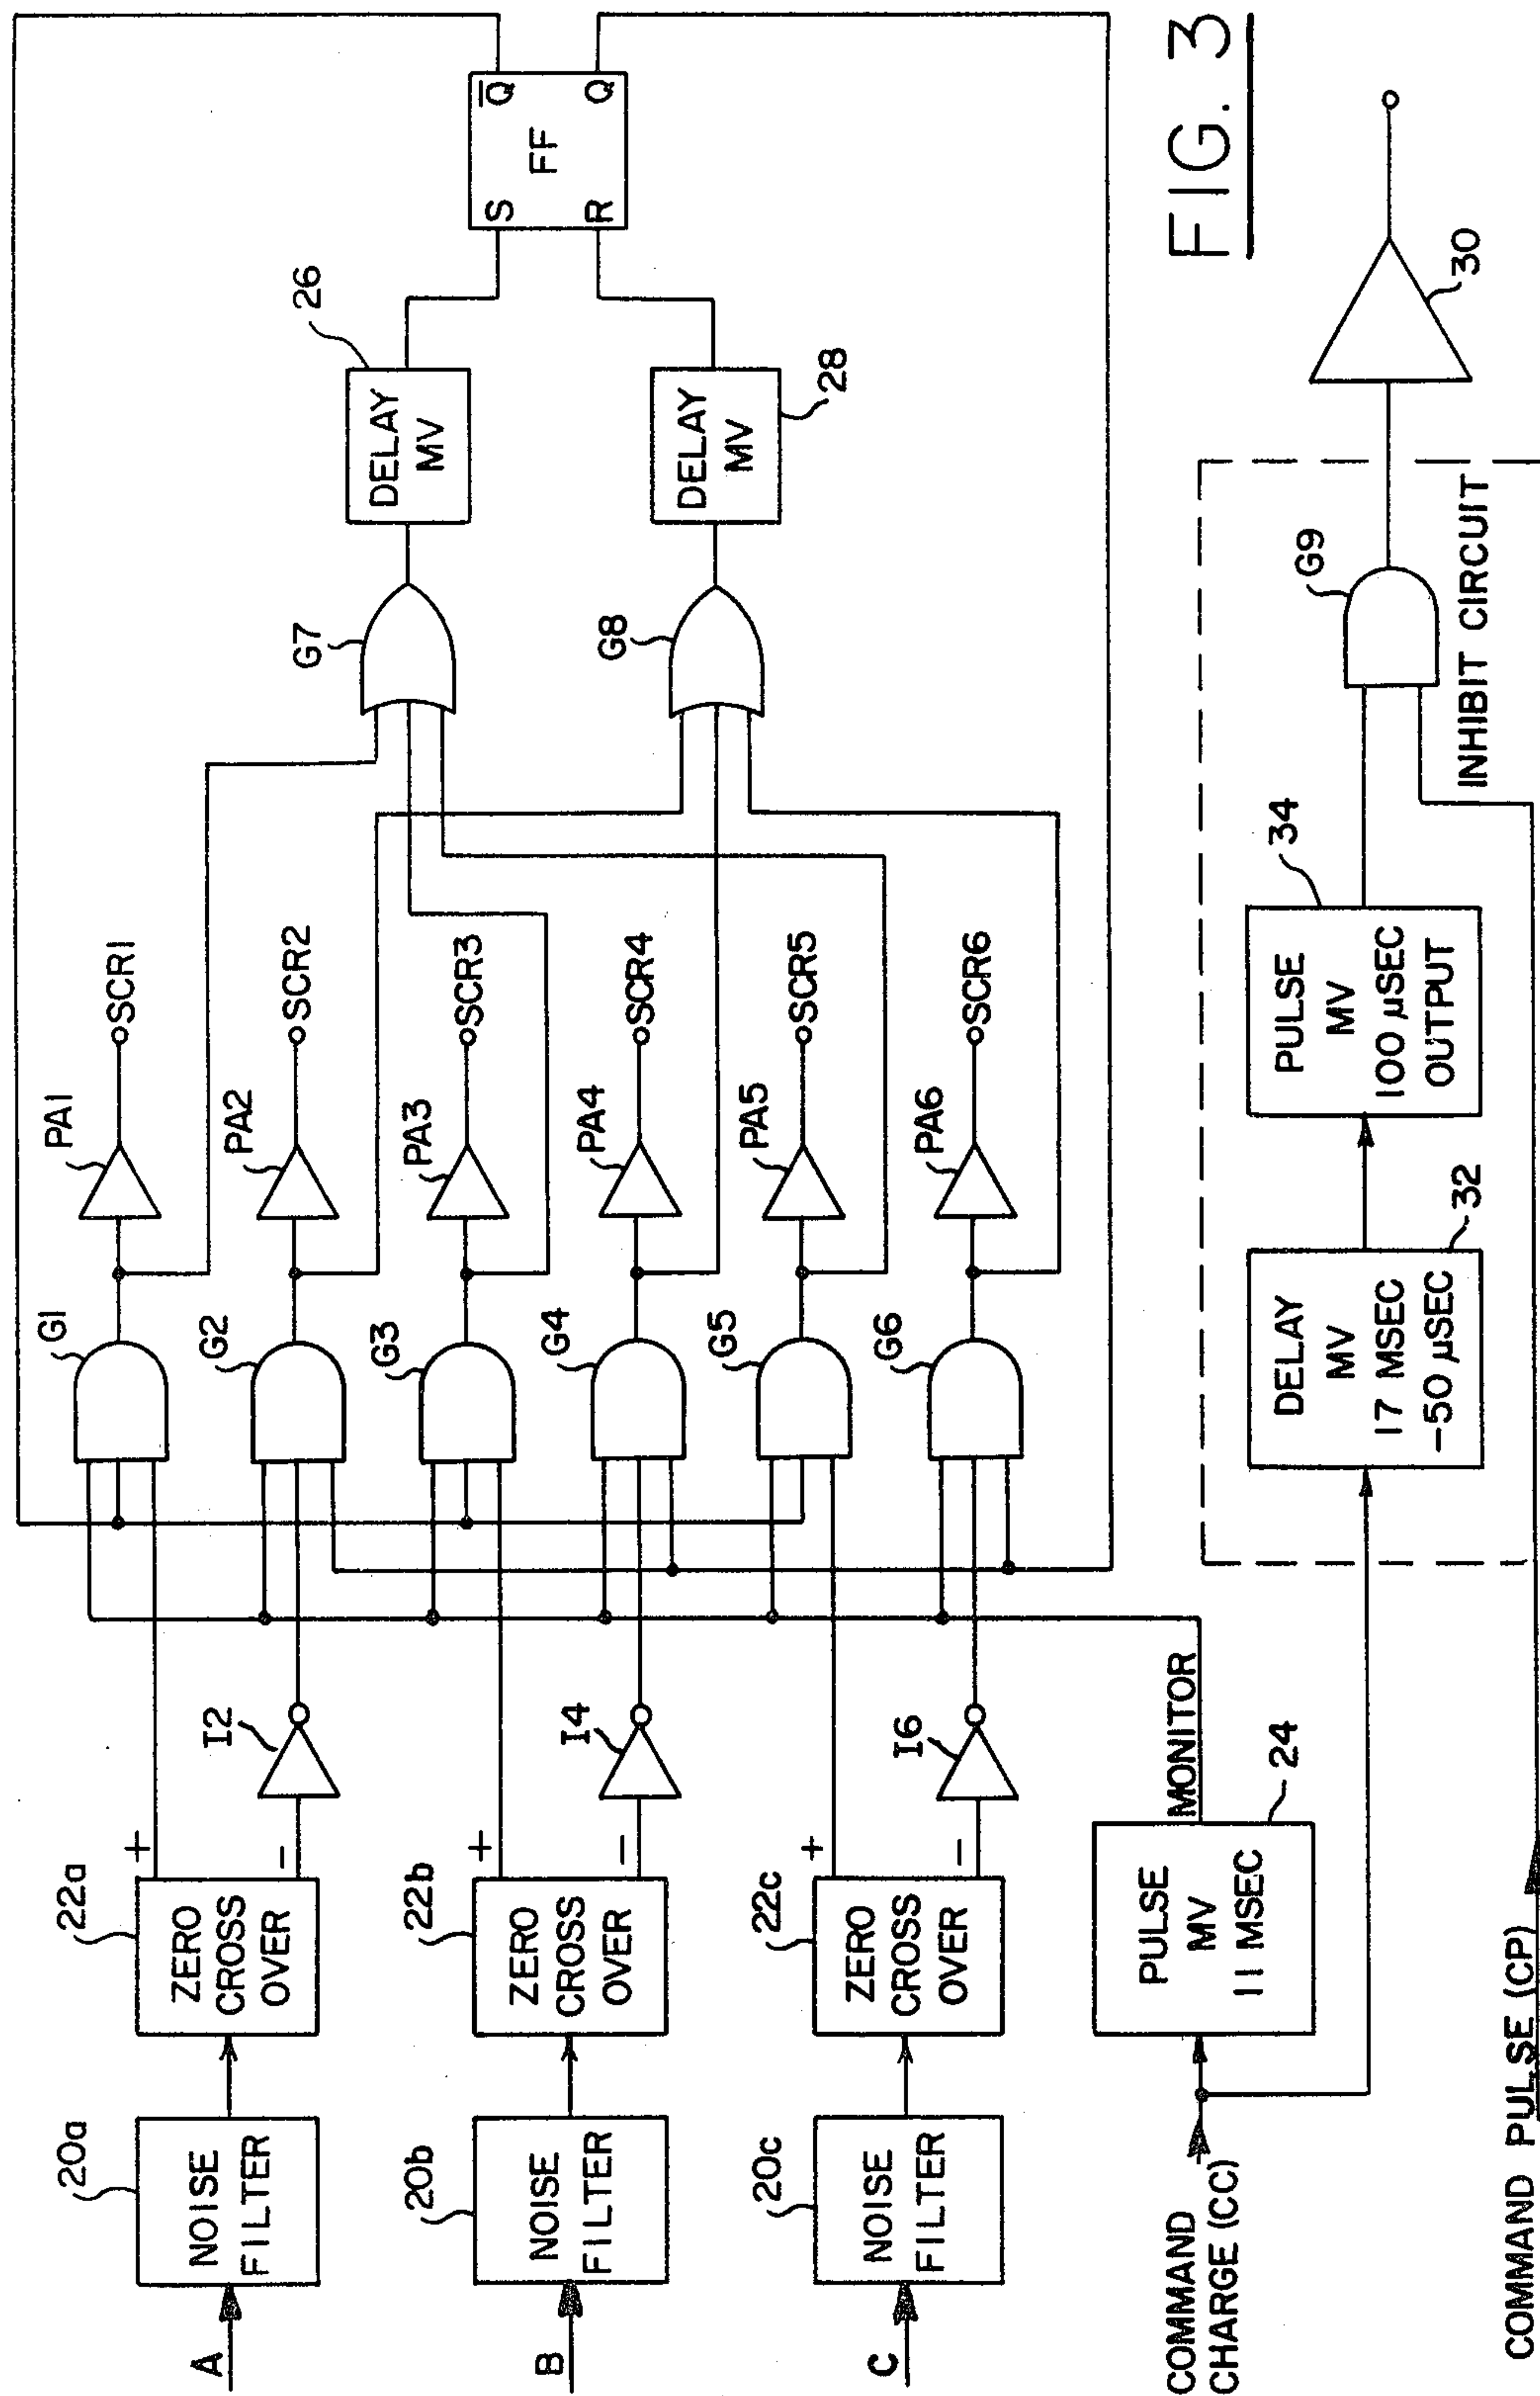 A
NOISE
FILTER
20a
ZERO
CROSS
OVER
22a
+
−
I2
G1
G2
PA1
PA2
SCR1
SCR2
B
NOISE
FILTER
20b
ZERO
CROSS
OVER
22b
+
−
I4
G3
G4
PA3
PA4
SCR3
SCR4
C
NOISE
FILTER
20c
ZERO
CROSS
OVER
22c
+
−
I6
G5
G6
PA5
PA6
SCR5
SCR6
G7
G8
DELAY
MV
26
DELAY
MV
28
S
R
FF
Q̅
Q
COMMAND
CHARGE (CC)
PULSE
MV
11 MSEC
24
MONITOR
DELAY
MV
17 MSEC
-50 µSEC
32
PULSE
MV
100 µSEC
OUTPUT
34
G9
INHIBIT CIRCUIT
30
COMMAND PULSE (CP)
FIG. 3